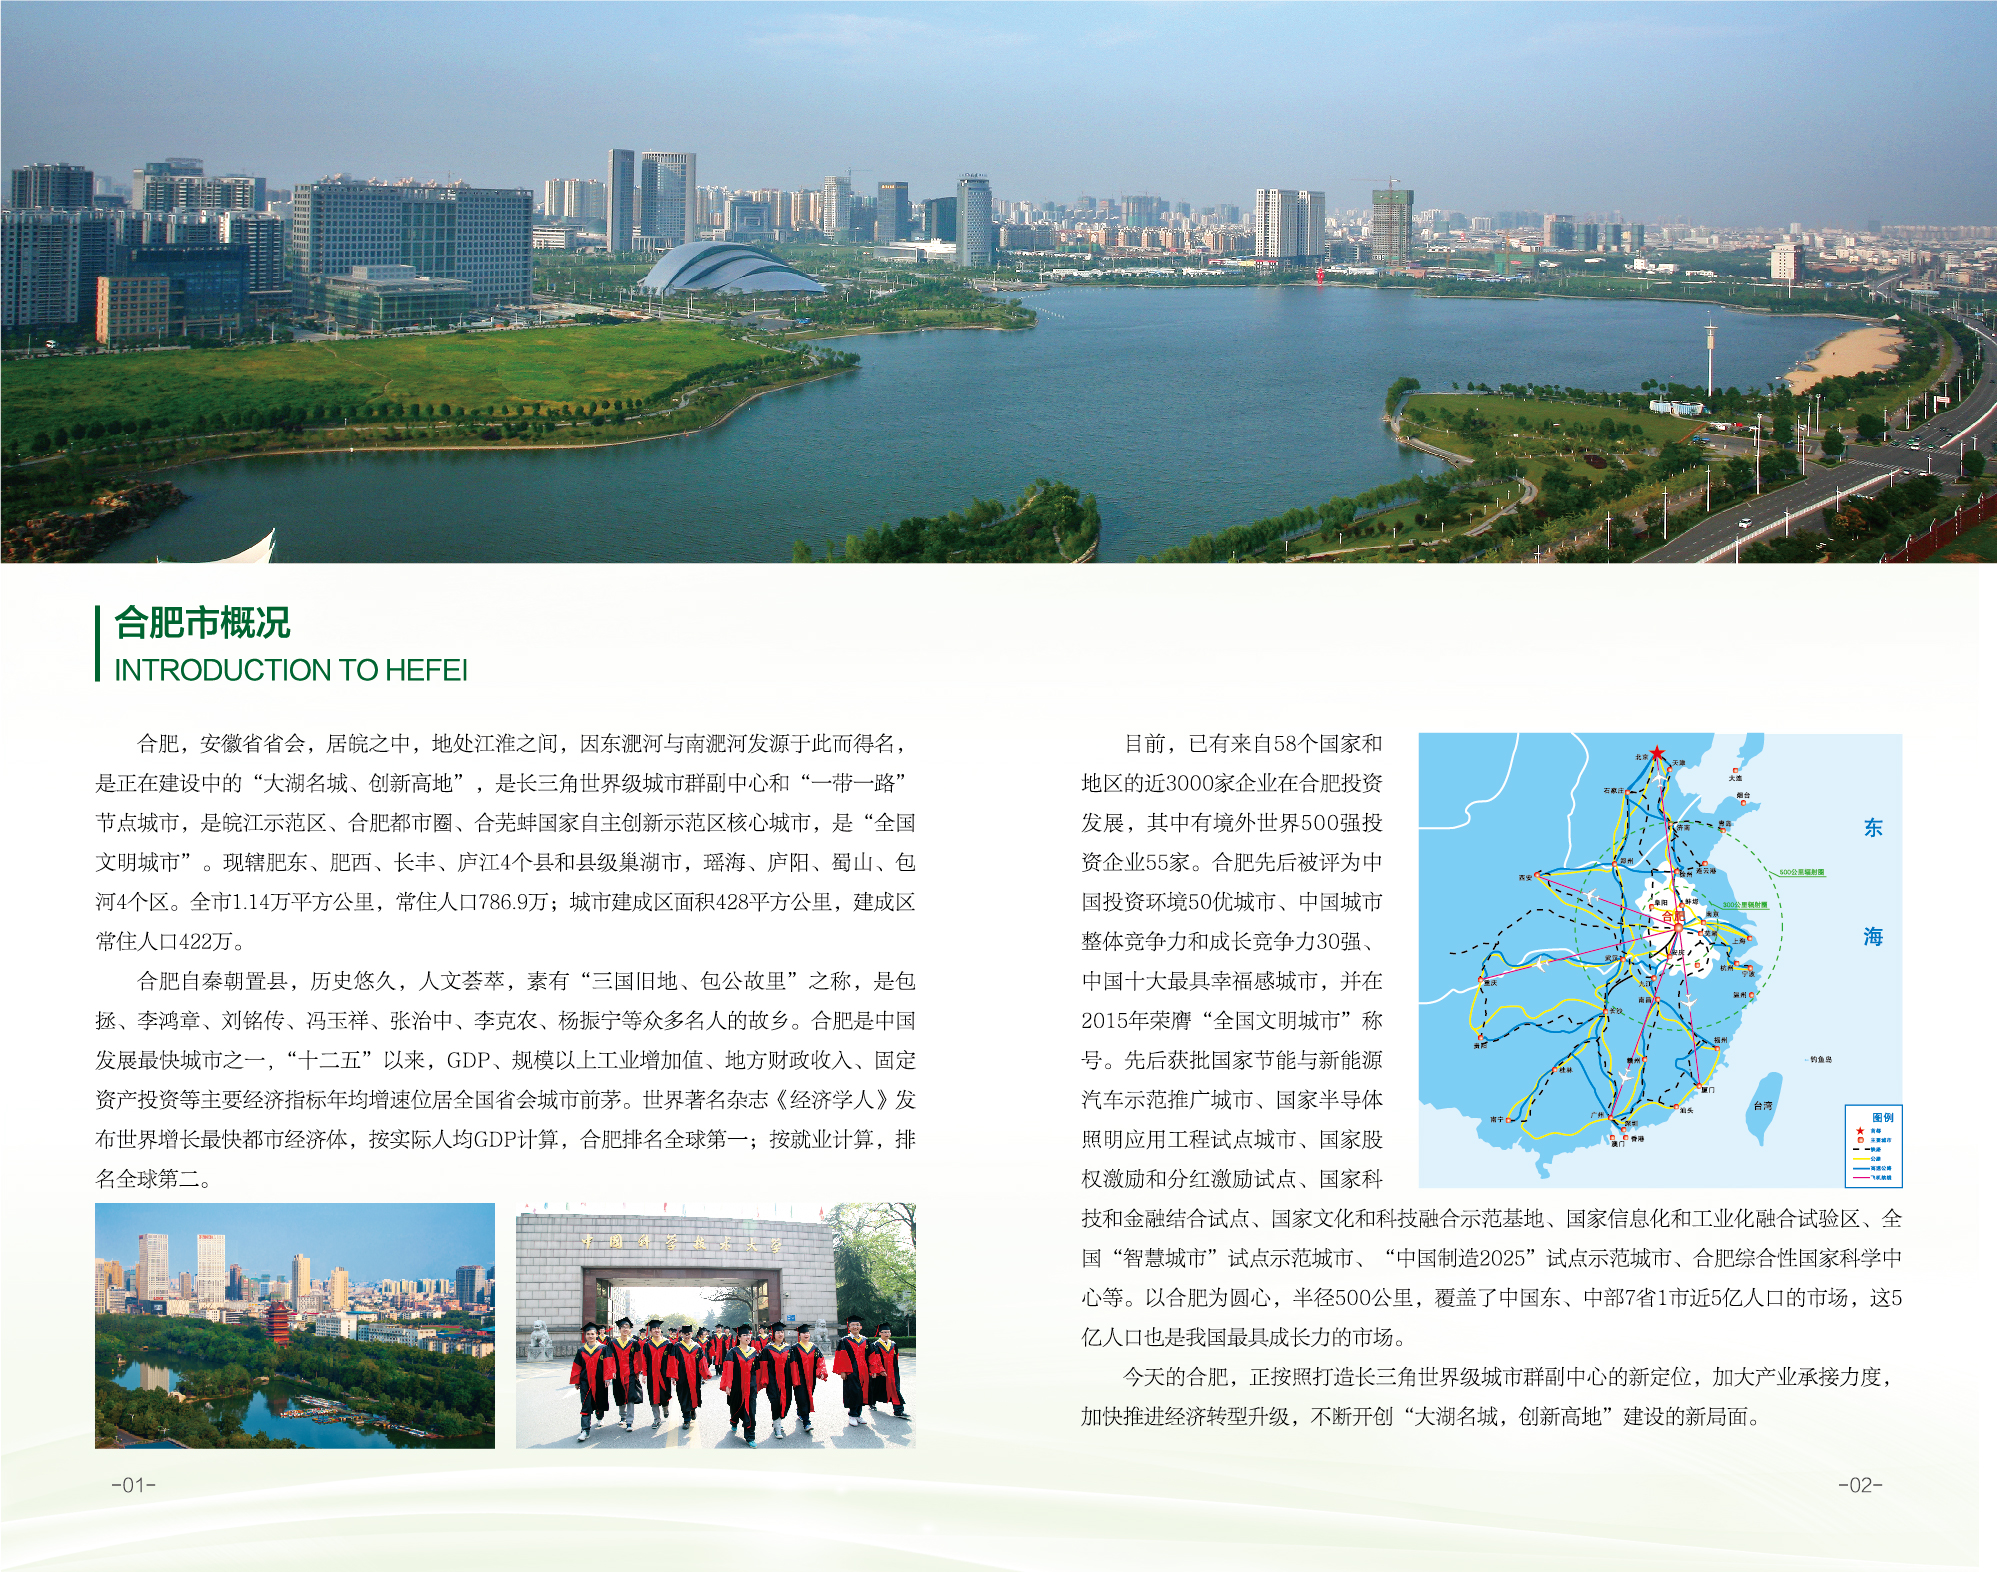 合肥市概况
INTRODUCTION TO HEFEI
合肥，安徽省省会，居皖之中，地处江淮之间，因东淝河与南淝河发源于此而得名，
是正在建设中的“大湖名城、创新高地”，是长三角世界级城市群副中心和“一带一路”
节点城市，是皖江示范区、合肥都市圈、合芜蚌国家自主创新示范区核心城市，是“全国
文明城市”。现辖肥东、肥西、长丰、庐江4个县和县级巢湖市，瑶海、庐阳、蜀山、包
河4个区。全市1.14万平方公里，常住人口786.9万；城市建成区面积428平方公里，建成区
常住人口422万。
合肥自秦朝置县，历史悠久，人文荟萃，素有“三国旧地、包公故里”之称，是包
拯、李鸿章、刘铭传、冯玉祥、张治中、李克农、杨振宁等众多名人的故乡。合肥是中国
发展最快城市之一，“十二五”以来，GDP、规模以上工业增加值、地方财政收入、固定
资产投资等主要经济指标年均增速位居全国省会城市前茅。世界著名杂志《经济学人》发
布世界增长最快都市经济体，按实际人均GDP计算，合肥排名全球第一；按就业计算，排
名全球第二。
中国科学技术大学
-01-
目前，已有来自58个国家和
地区的近3000家企业在合肥投资
发展，其中有境外世界500强投
资企业55家。合肥先后被评为中
国投资环境50优城市、中国城市
整体竞争力和成长竞争力30强、
中国十大最具幸福感城市，并在
2015年荣膺“全国文明城市”称
号。先后获批国家节能与新能源
汽车示范推广城市、国家半导体
照明应用工程试点城市、国家股
权激励和分红激励试点、国家科
技和金融结合试点、国家文化和科技融合示范基地、国家信息化和工业化融合试验区、全
国“智慧城市”试点示范城市、“中国制造2025”试点示范城市、合肥综合性国家科学中
心等。以合肥为圆心，半径500公里，覆盖了中国东、中部7省1市近5亿人口的市场，这5
亿人口也是我国最具成长力的市场。
今天的合肥，正按照打造长三角世界级城市群副中心的新定位，加大产业承接力度，
加快推进经济转型升级，不断开创“大湖名城，创新高地”建设的新局面。
北京
天津
大连
石家庄
烟台
济南
青岛
东
郑州
徐州
连云港
西安
500公里辐射圈
阜阳
蚌埠
300公里辐射圈
合肥
南京
海
芜湖
上海
安庆
武汉
杭州
宁波
重庆
九江
南昌
温州
长沙
贵阳
福州
赣州
钓鱼岛
桂林
厦门
台湾
汕头
广州
南宁
深圳
澳门
香港
图例
首都
主要城市
铁路
公路
高速公路
飞机航线
-02-